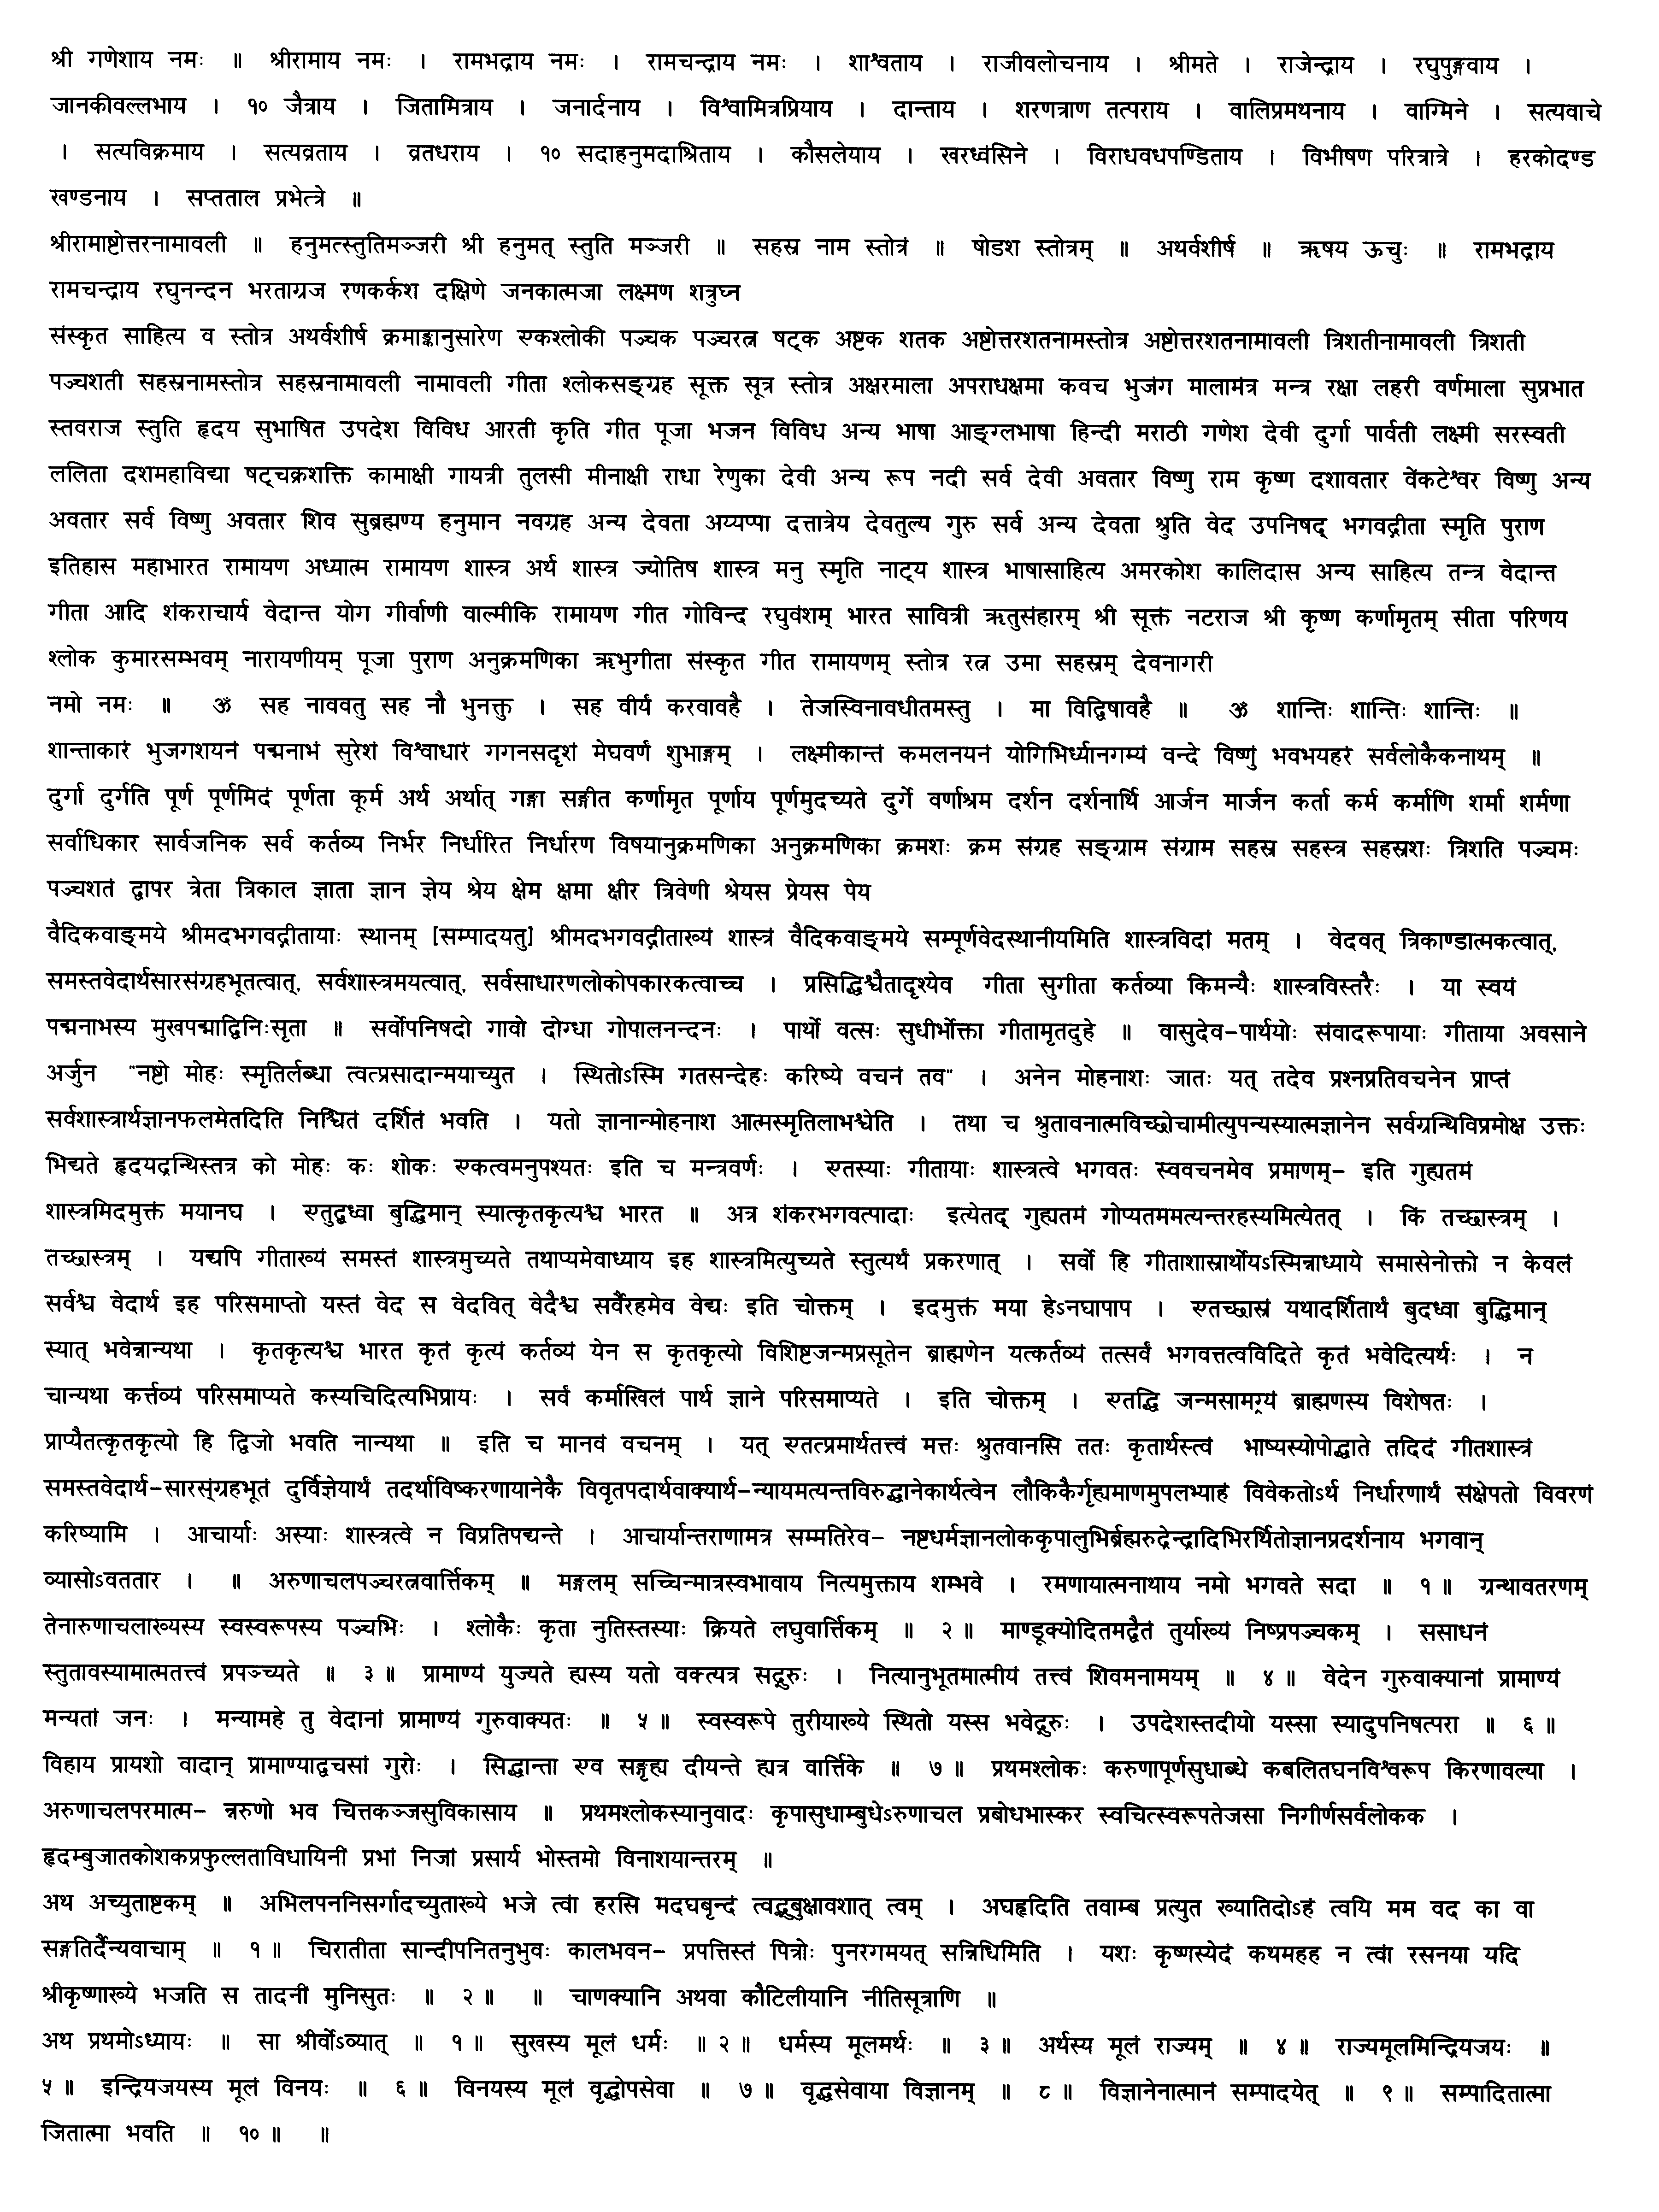 श्री गणेशाय नमः ॥ श्रीरामाय नमः । रामभद्राय नमः । रामचन्द्राय नमः । शाश्वताय । राजीवलोचनाय । श्रीमते । राजेन्द्राय । रघुपुङ्गवाय ।
जानकीवल्लभाय । १० जैत्राय । जितामित्राय । जनार्दनाय । विश्वामित्रप्रियाय । दान्ताय । शरणत्राण तत्पराय । वालिप्रमथनाय । वाग्मिने । सत्यवाचे
। सत्यविक्रमाय । सत्यव्रताय । व्रतधराय । १० सदाहनुमदाश्रिताय । कौसलेयाय । खरध्वंसिने । विराधवधपण्डिताय । विभीषण परित्रात्रे । हरकोदण्ड
खण्डनाय । सप्तताल प्रभेत्त्रे ॥
श्रीरामाष्टोत्तरनामावली ॥ हनुमत्स्तुतिमञ्जरी श्री हनुमत् स्तुति मञ्जरी ॥ सहस्र नाम स्तोत्रं ॥ षोडश स्तोत्रम् ॥ अथर्वशीर्ष ॥ ऋषय ऊचुः ॥ रामभद्राय
रामचन्द्राय रघुनन्दन भरताग्रज रणकर्कश दक्षिणे जनकात्मजा लक्ष्मण शत्रुघ्न
संस्कृत साहित्य व स्तोत्र अथर्वशीर्ष क्रमाङ्कानुसारेण एकश्लोकी पञ्चक पञ्चरत्न षट्क अष्टक शतक अष्टोत्तरशतनामस्तोत्र अष्टोत्तरशतनामावली त्रिशतीनामावली त्रिशती
पञ्चशती सहस्रनामस्तोत्र सहस्रनामावली नामावली गीता श्लोकसङ्ग्रह सूक्त सूत्र स्तोत्र अक्षरमाला अपराधक्षमा कवच भुजंग मालामंत्र मन्त्र रक्षा लहरी वर्णमाला सुप्रभात
स्तवराज स्तुति हृदय सुभाषित उपदेश विविध आरती कृति गीत पूजा भजन विविध अन्य भाषा आङ्ग्लभाषा हिन्दी मराठी गणेश देवी दुर्गा पार्वती लक्ष्मी सरस्वती
ललिता दशमहाविद्या षट्चक्रशक्ति कामाक्षी गायत्री तुलसी मीनाक्षी राधा रेणुका देवी अन्य रूप नदी सर्व देवी अवतार विष्णु राम कृष्ण दशावतार वेंकटेश्वर विष्णु अन्य
अवतार सर्व विष्णु अवतार शिव सुब्रह्मण्य हनुमान नवग्रह अन्य देवता अय्यप्पा दत्तात्रेय देवतुल्य गुरु सर्व अन्य देवता श्रुति वेद उपनिषद् भगवद्गीता स्मृति पुराण
इतिहास महाभारत रामायण अध्यात्म रामायण शास्त्र अर्थ शास्त्र ज्योतिष शास्त्र मनु स्मृति नाट्य शास्त्र भाषासाहित्य अमरकोश कालिदास अन्य साहित्य तन्त्र वेदान्त
गीता आदि शंकराचार्य वेदान्त योग गीर्वाणी वाल्मीकि रामायण गीत गोविन्द रघुवंशम् भारत सावित्री ऋतुसंहारम् श्री सूक्तं नटराज श्री कृष्ण कर्णामृतम् सीता परिणय
श्लोक कुमारसम्भवम् नारायणीयम् पूजा पुराण अनुक्रमणिका ऋभुगीता संस्कृत गीत रामायणम् स्तोत्र रत्न उमा सहस्रम् देवनागरी
नमो नमः ॥ ॐ सह नाववतु सह नौ भुनक्तु । सह वीर्यं करवावहै । तेजस्विनावधीतमस्तु । मा विद्विषावहै ॥ ॐ शान्तिः शान्तिः शान्तिः ॥
शान्ताकारं भुजगशयनं पद्मनाभं सुरेशं विश्वाधारं गगनसदृशं मेघवर्णं शुभाङ्गम् । लक्ष्मीकान्तं कमलनयनं योगिभिर्ध्यानगम्यं वन्दे विष्णुं भवभयहरं सर्वलोकैकनाथम् ॥
दुर्गा दुर्गति पूर्ण पूर्णमिदं पूर्णता कूर्म अर्थ अर्थात् गङ्गा सङ्गीत कर्णामृत पूर्णाय पूर्णमुदच्यते दुर्गे वर्णाश्रम दर्शन दर्शनार्थि आर्जन मार्जन कर्ता कर्म कर्माणि शर्मा शर्मणा
सर्वाधिकार सार्वजनिक सर्व कर्तव्य निर्भर निर्धारित निर्धारण विषयानुक्रमणिका अनुक्रमणिका क्रमशः क्रम संग्रह सङ्ग्राम संग्राम सहस्र सहस्त्र सहस्रशः त्रिशति पञ्चमः
पञ्चशतं द्वापर त्रेता त्रिकाल ज्ञाता ज्ञान ज्ञेय श्रेय क्षेम क्षमा क्षीर त्रिवेणी श्रेयस प्रेयस पेय
वैदिकवाङ्मये श्रीमदभगवद्गीतायाः स्थानम् [सम्पादयतु] श्रीमदभगवद्गीताख्यं शास्त्रं वैदिकवाङ्मये सम्पूर्णवेदस्थानीयमिति शास्त्रविदां मतम् । वेदवत् त्रिकाण्डात्मकत्वात्,
समस्तवेदार्थसारसंग्रहभूतत्वात्, सर्वशास्त्रमयत्वात्, सर्वसाधारणलोकोपकारकत्वाच्च । प्रसिद्धिश्चैतादृश्येव गीता सुगीता कर्तव्या किमन्यैः शास्त्रविस्तरैः । या स्वयं
पद्मनाभस्य मुखपद्माद्विनिःसृता ॥ सर्वोपनिषदो गावो दोग्धा गोपालनन्दनः । पार्थो वत्सः सुधीर्भोक्ता गीतामृतदुहे ॥ वासुदेव-पार्थयोः संवादरूपायाः गीताया अवसाने
अर्जुन "नष्टो मोहः स्मृतिर्लब्धा त्वत्प्रसादान्मयाच्युत । स्थितोऽस्मि गतसन्देहः करिष्ये वचनं तव" । अनेन मोहनाशः जातः यत् तदेव प्रश्नप्रतिवचनेन प्राप्तं
सर्वशास्त्रार्थज्ञानफलमेतदिति निश्चितं दर्शितं भवति । यतो ज्ञानान्मोहनाश आत्मस्मृतिलाभश्चेति । तथा च श्रुतावनात्मविच्छोचामीत्युपन्यस्यात्मज्ञानेन सर्वग्रन्थिविप्रमोक्ष उक्तः
भिद्यते हृदयद्रन्थिस्तत्र को मोहः कः शोकः एकत्वमनुपश्यतः इति च मन्त्रवर्णः । एतस्याः गीतायाः शास्त्रत्वे भगवतः स्ववचनमेव प्रमाणम्- इति गुह्यतमं
शास्त्रमिदमुक्तं मयानघ । एतुद्बध्वा बुद्धिमान् स्यात्कृतकृत्यश्च भारत ॥ अत्र शंकरभगवत्पादाः इत्येतद् गुह्यतमं गोप्यतममत्यन्तरहस्यमित्येतत् । किं तच्छास्त्रम् ।
तच्छास्त्रम् । यद्यपि गीताख्यं समस्तं शास्त्रमुच्यते तथाप्यमेवाध्याय इह शास्त्रमित्युच्यते स्तुत्यर्थं प्रकरणात् । सर्वो हि गीताशास्रार्थोयऽस्मिन्नाध्याये समासेनोक्तो न केवलं
सर्वश्च वेदार्थ इह परिसमाप्तो यस्तं वेद स वेदवित् वेदैश्च सर्वैरहमेव वेद्यः इति चोक्तम् । इदमुक्तं मया हेऽनघापाप । एतच्छास्रं यथादर्शितार्थं बुदध्वा बुद्धिमान्
स्यात् भवेन्नान्यथा । कृतकृत्यश्च भारत कृतं कृत्यं कर्तव्यं येन स कृतकृत्यो विशिष्टजन्मप्रसूतेन ब्राह्मणेन यत्कर्तव्यं तत्सर्वं भगवत्तत्वविदिते कृतं भवेदित्यर्थः । न
चान्यथा कर्त्तव्यं परिसमाप्यते कस्यचिदित्यभिप्रायः । सर्वं कर्माखिलं पार्थ ज्ञाने परिसमाप्यते । इति चोक्तम् । एतद्धि जन्मसामग्र्यं ब्राह्मणस्य विशेषतः ।
प्राप्यैतत्कृतकृत्यो हि द्विजो भवति नान्यथा ॥ इति च मानवं वचनम् । यत् एतत्प्रमार्थतत्त्वं मत्तः श्रुतवानसि ततः कृतार्थस्त्वं भाष्यस्योपोद्घाते तदिदं गीतशास्त्रं
समस्तवेदार्थ-सारस्ंग्रहभूतं दुर्विज्ञेयार्थं तदर्थाविष्करणायानेकै विवृतपदार्थवाक्यार्थ-न्यायमत्यन्तविरुद्धानेकार्थत्वेन लौकिकैर्गृह्यमाणमुपलभ्याहं विवेकतोऽर्थ निर्धारणार्थं संक्षेपतो विवरणं
करिष्यामि । आचार्याः अस्याः शास्त्रत्वे न विप्रतिपद्यन्ते । आचार्यान्तराणामत्र सम्मतिरेव- नष्टधर्मज्ञानलोककृपालुभिर्ब्रह्मरुद्रेन्द्रादिभिरर्थितोज्ञानप्रदर्शनाय भगवान्
व्यासोऽवततार । ॥ अरुणाचलपञ्चरत्नवार्त्तिकम् ॥ मङ्गलम् सच्चिन्मात्रस्वभावाय नित्यमुक्ताय शम्भवे । रमणायात्मनाथाय नमो भगवते सदा ॥ १॥ ग्रन्थावतरणम्
तेनारुणाचलाख्यस्य स्वस्वरूपस्य पञ्चभिः । श्लोकैः कृता नुतिस्तस्याः क्रियते लघुवार्त्तिकम् ॥ २॥ माण्डूक्योदितमद्वैतं तुर्याख्यं निष्प्रपञ्चकम् । ससाधनं
स्तुतावस्यामात्मतत्त्वं प्रपञ्च्यते ॥ ३॥ प्रामाण्यं युज्यते ह्यस्य यतो वक्त्यत्र सद्गुरुः । नित्यानुभूतमात्मीयं तत्त्वं शिवमनामयम् ॥ ४॥ वेदेन गुरुवाक्यानां प्रामाण्यं
मन्यतां जनः । मन्यामहे तु वेदानां प्रामाण्यं गुरुवाक्यतः ॥ ५॥ स्वस्वरूपे तुरीयाख्ये स्थितो यस्स भवेद्गुरुः । उपदेशस्तदीयो यस्सा स्यादुपनिषत्परा ॥ ६॥
विहाय प्रायशो वादान् प्रामाण्याद्वचसां गुरोः । सिद्धान्ता एव सङ्गृह्य दीयन्ते ह्यत्र वार्त्तिके ॥ ७॥ प्रथमश्लोकः करुणापूर्णसुधाब्धे कबलितघनविश्वरूप किरणावल्या ।
अरुणाचलपरमात्म- न्नरुणो भव चित्तकञ्जसुविकासाय ॥ प्रथमश्लोकस्यानुवादः कृपासुधाम्बुधेऽरुणाचल प्रबोधभास्कर स्वचित्स्वरूपतेजसा निगीर्णसर्वलोकक ।
हृदम्बुजातकोशकप्रफुल्लताविधायिनीं प्रभां निजां प्रसार्य भोस्तमो विनाशयान्तरम् ॥
अथ अच्युताष्टकम् ॥ अभिलपननिसर्गादच्युताख्ये भजे त्वां हरसि मदघबृन्दं त्वद्भुबुक्षावशात् त्वम् । अघहृदिति तवाम्ब प्रत्युत ख्यातिदोऽहं त्वयि मम वद का वा
सङ्गतिर्दैन्यवाचाम् ॥ १॥ चिरातीता सान्दीपनितनुभुवः कालभवन- प्रपत्तिस्तं पित्रोः पुनरगमयत् सन्निधिमिति । यशः कृष्णस्येदं कथमहह न त्वां रसनया यदि
श्रीकृष्णाख्ये भजति स तादनीं मुनिसुतः ॥ २॥ ॥ चाणक्यानि अथवा कौटिलीयानि नीतिसूत्राणि ॥
अथ प्रथमोऽध्यायः ॥ सा श्रीर्वोऽव्यात् ॥ १॥ सुखस्य मूलं धर्मः ॥२॥ धर्मस्य मूलमर्थः ॥ ३॥ अर्थस्य मूलं राज्यम् ॥ ४॥ राज्यमूलमिन्द्रियजयः ॥
५॥ इन्द्रियजयस्य मूलं विनयः ॥ ६॥ विनयस्य मूलं वृद्धोपसेवा ॥ ७॥ वृद्धसेवाया विज्ञानम् ॥ ८॥ विज्ञानेनात्मानं सम्पादयेत् ॥ ९॥ सम्पादितात्मा
जितात्मा भवति ॥ १०॥ ॥